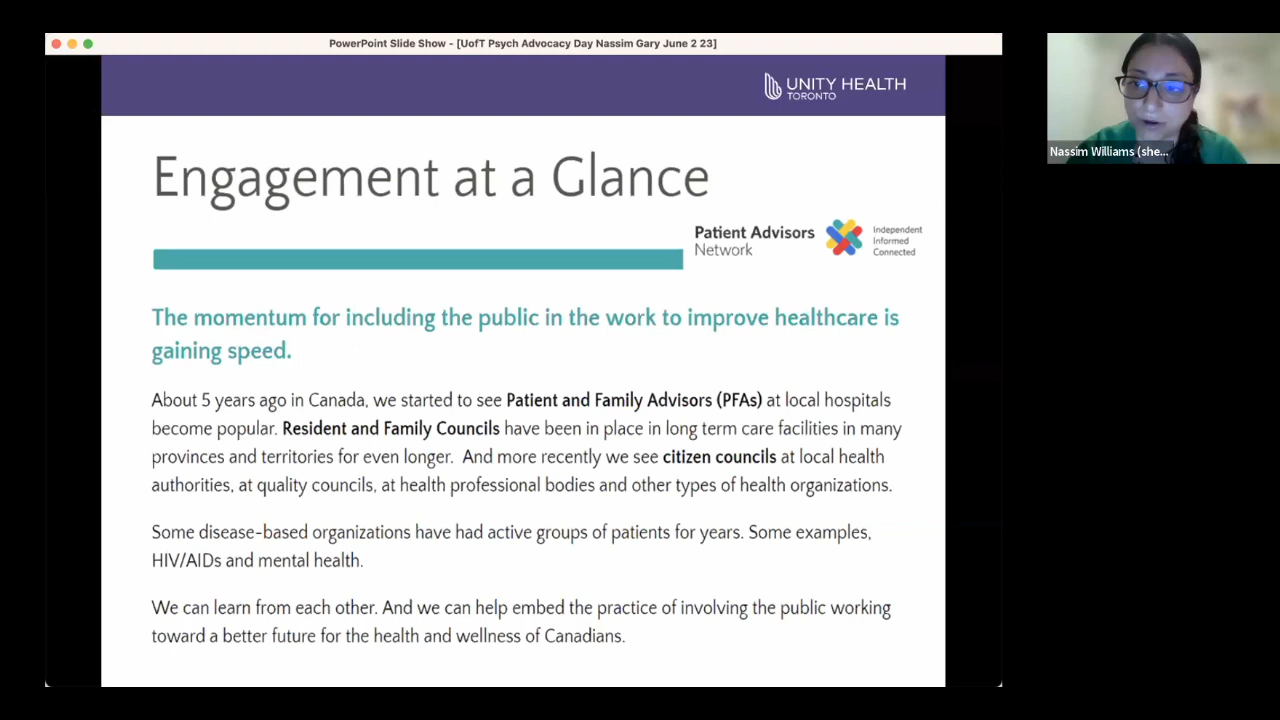 PowerPoint Slide Show - [UofT Psych Advocacy Day Nassim Gary June 2 23]
UNITY HEALTH
TORONTO
Nassim Williams (she...
Engagement at a Glance
Patient Advisors
Network
Independent
Informed
Connected
The momentum for including the public in the work to improve healthcare is
gaining speed.
About 5 years ago in Canada, we started to see Patient and Family Advisors (PFAs) at local hospitals
become popular. Resident and Family Councils have been in place in long term care facilities in many
provinces and territories for even longer. And more recently we see citizen councils at local health
authorities, at quality councils, at health professional bodies and other types of health organizations.
Some disease-based organizations have had active groups of patients for years. Some examples,
HIV/AIDs and mental health.
We can learn from each other. And we can help embed the practice of involving the public working
toward a better future for the health and wellness of Canadians.